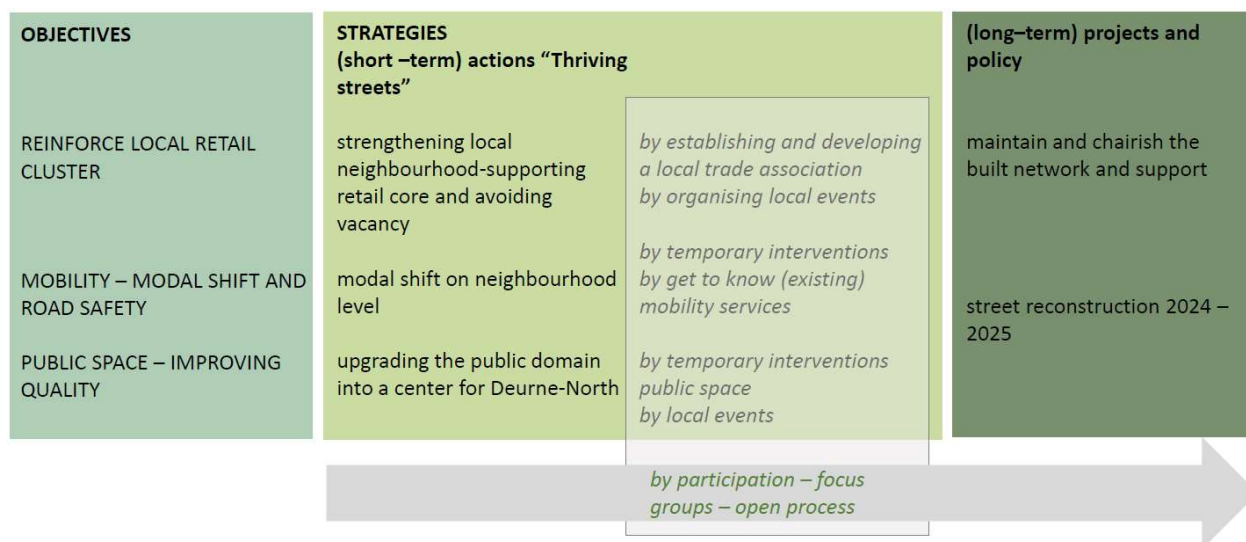 OBJECTIVES
REINFORCE LOCAL RETAIL
CLUSTER
MOBILITY – MODAL SHIFT AND
ROAD SAFETY
PUBLIC SPACE – IMPROVING
QUALITY
STRATEGIES
(short –term) actions “Thriving
streets”
strengthening local
neighbourhood-supporting
retail core and avoiding
vacancy
modal shift on neighbourhood
level
upgrading the public domain
into a center for Deurne-North
by establishing and developing
a local trade association
by organising local events
by temporary interventions
by get to know (existing)
mobility services
by temporary interventions
public space
by local events
by participation – focus
groups – open process
(long–term) projects and
policy
maintain and chairish the
built network and support
street reconstruction 2024 –
2025